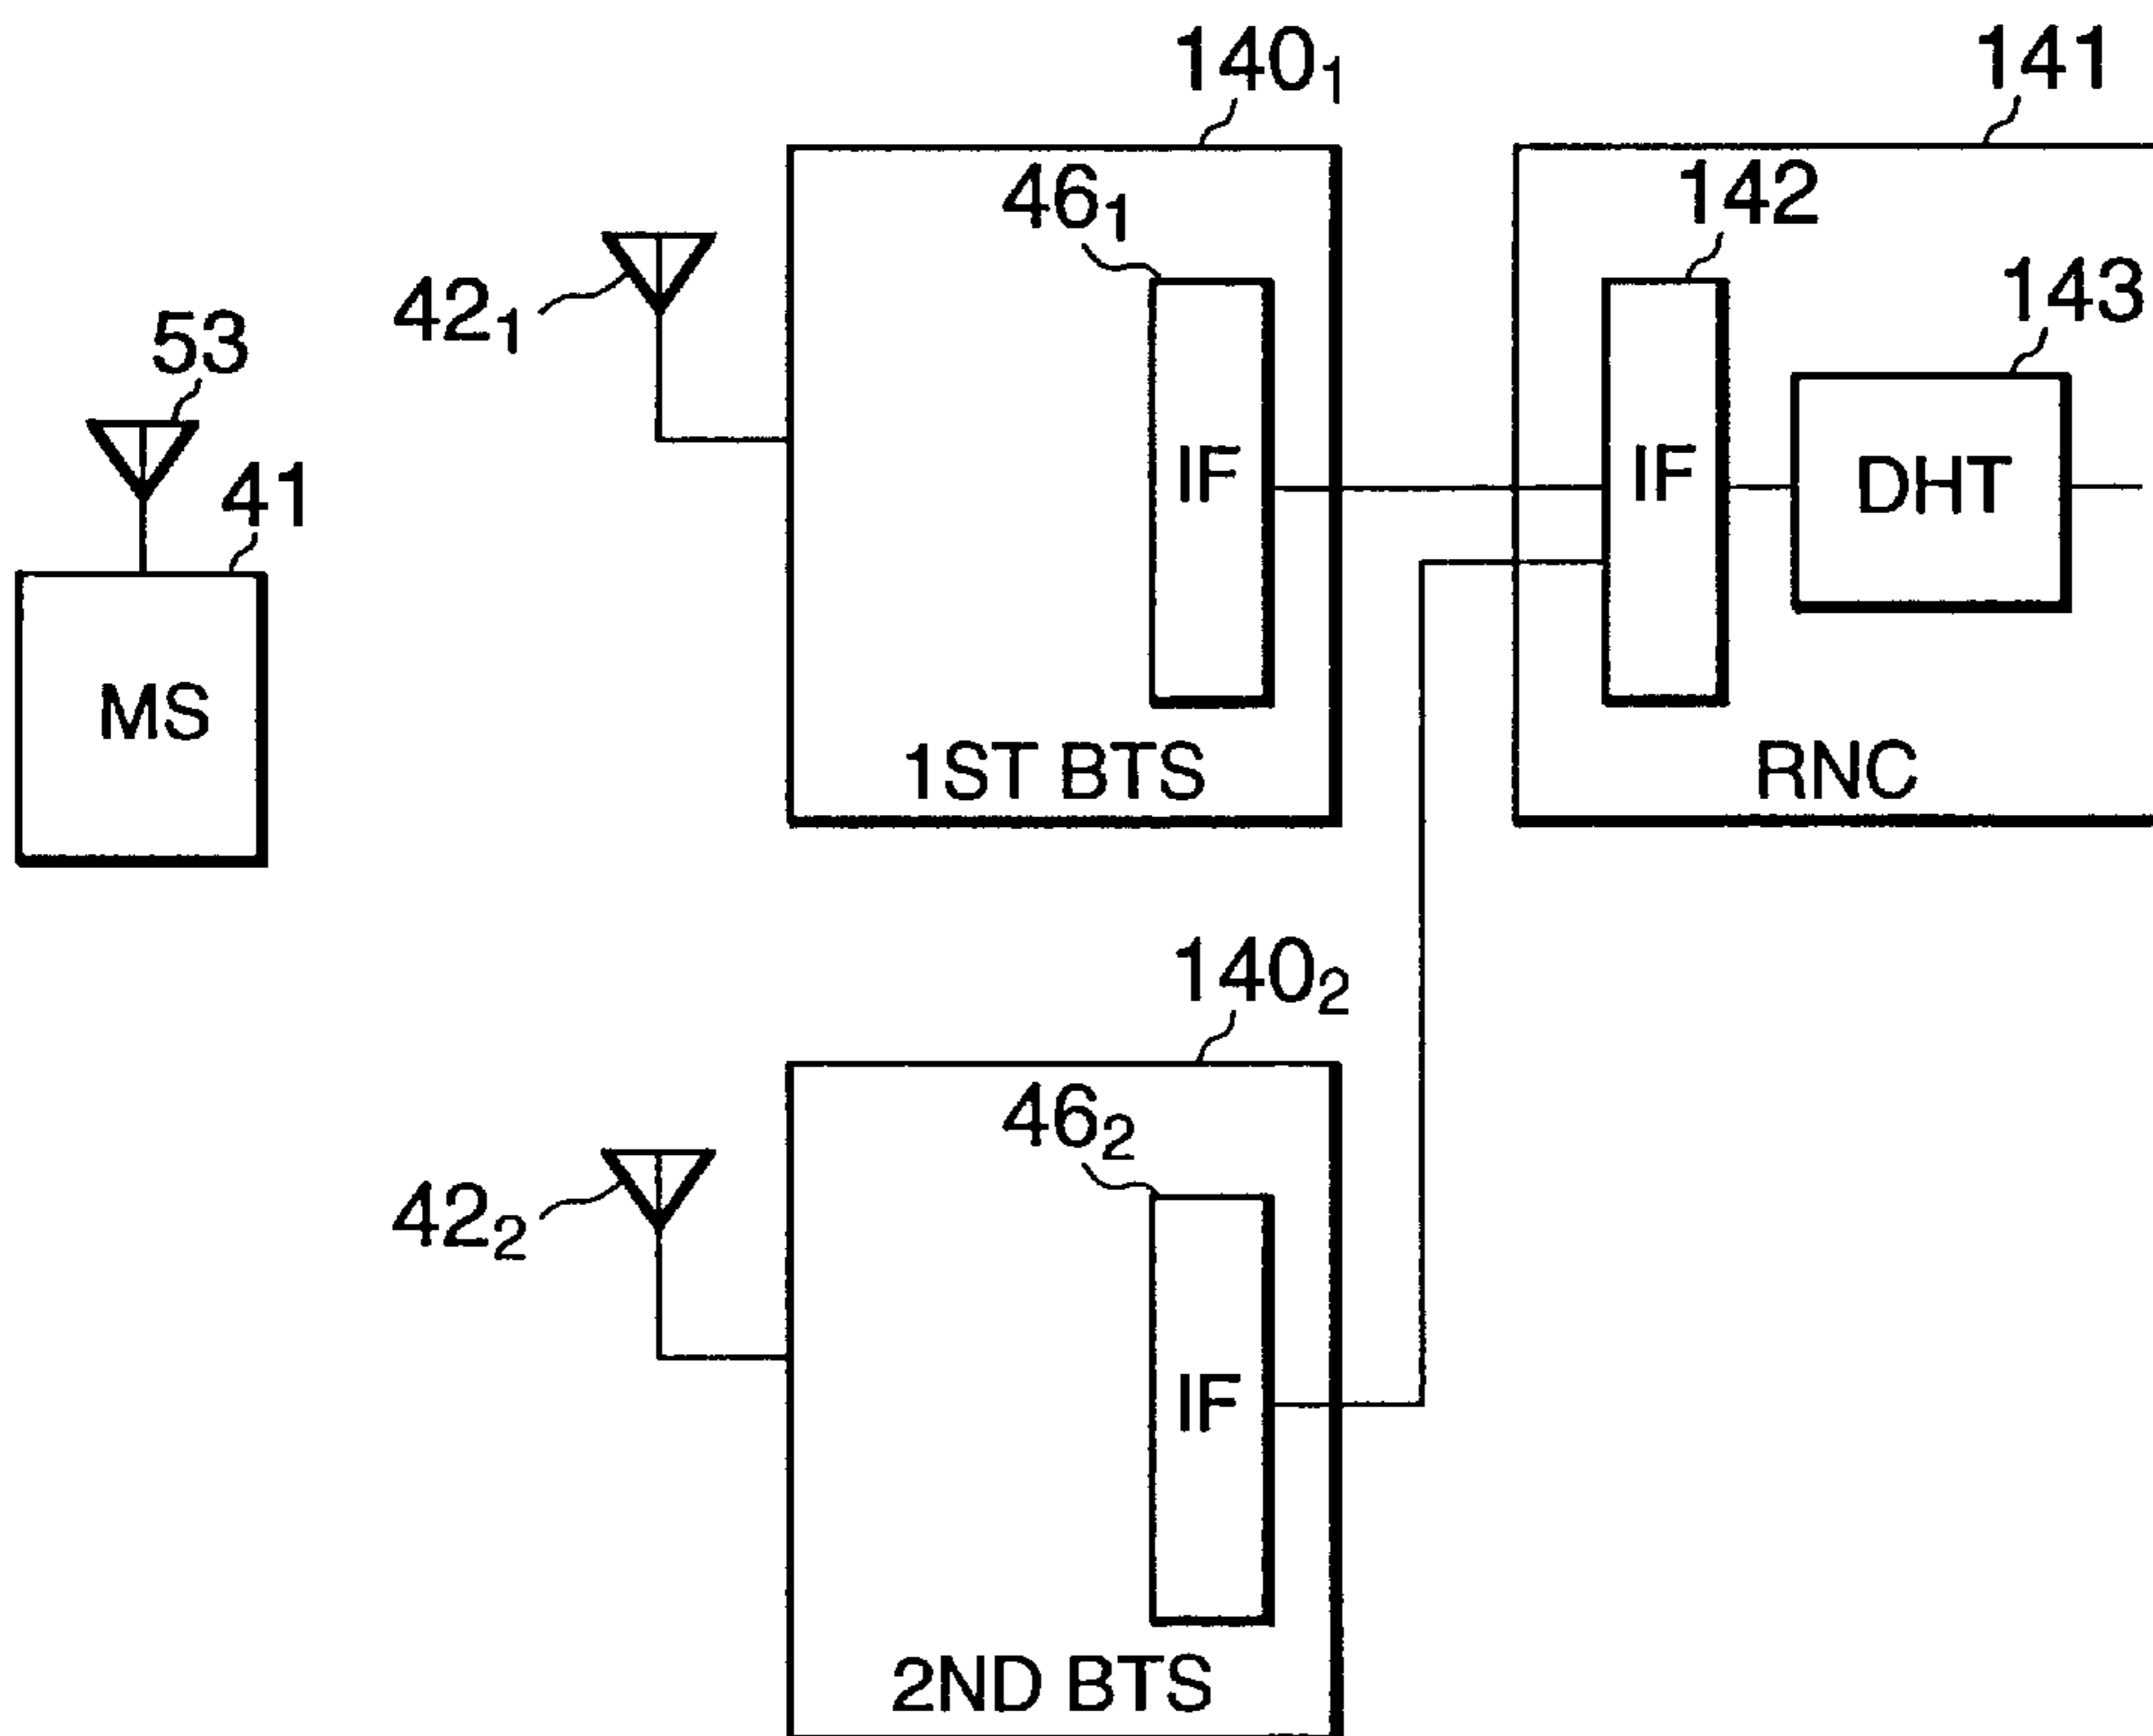 140₁
141
46₁
142
42₁
143
53
41
IF
IF
DHT
MS
1ST BTS
RNC
140₂
46₂
42₂
IF
2ND BTS